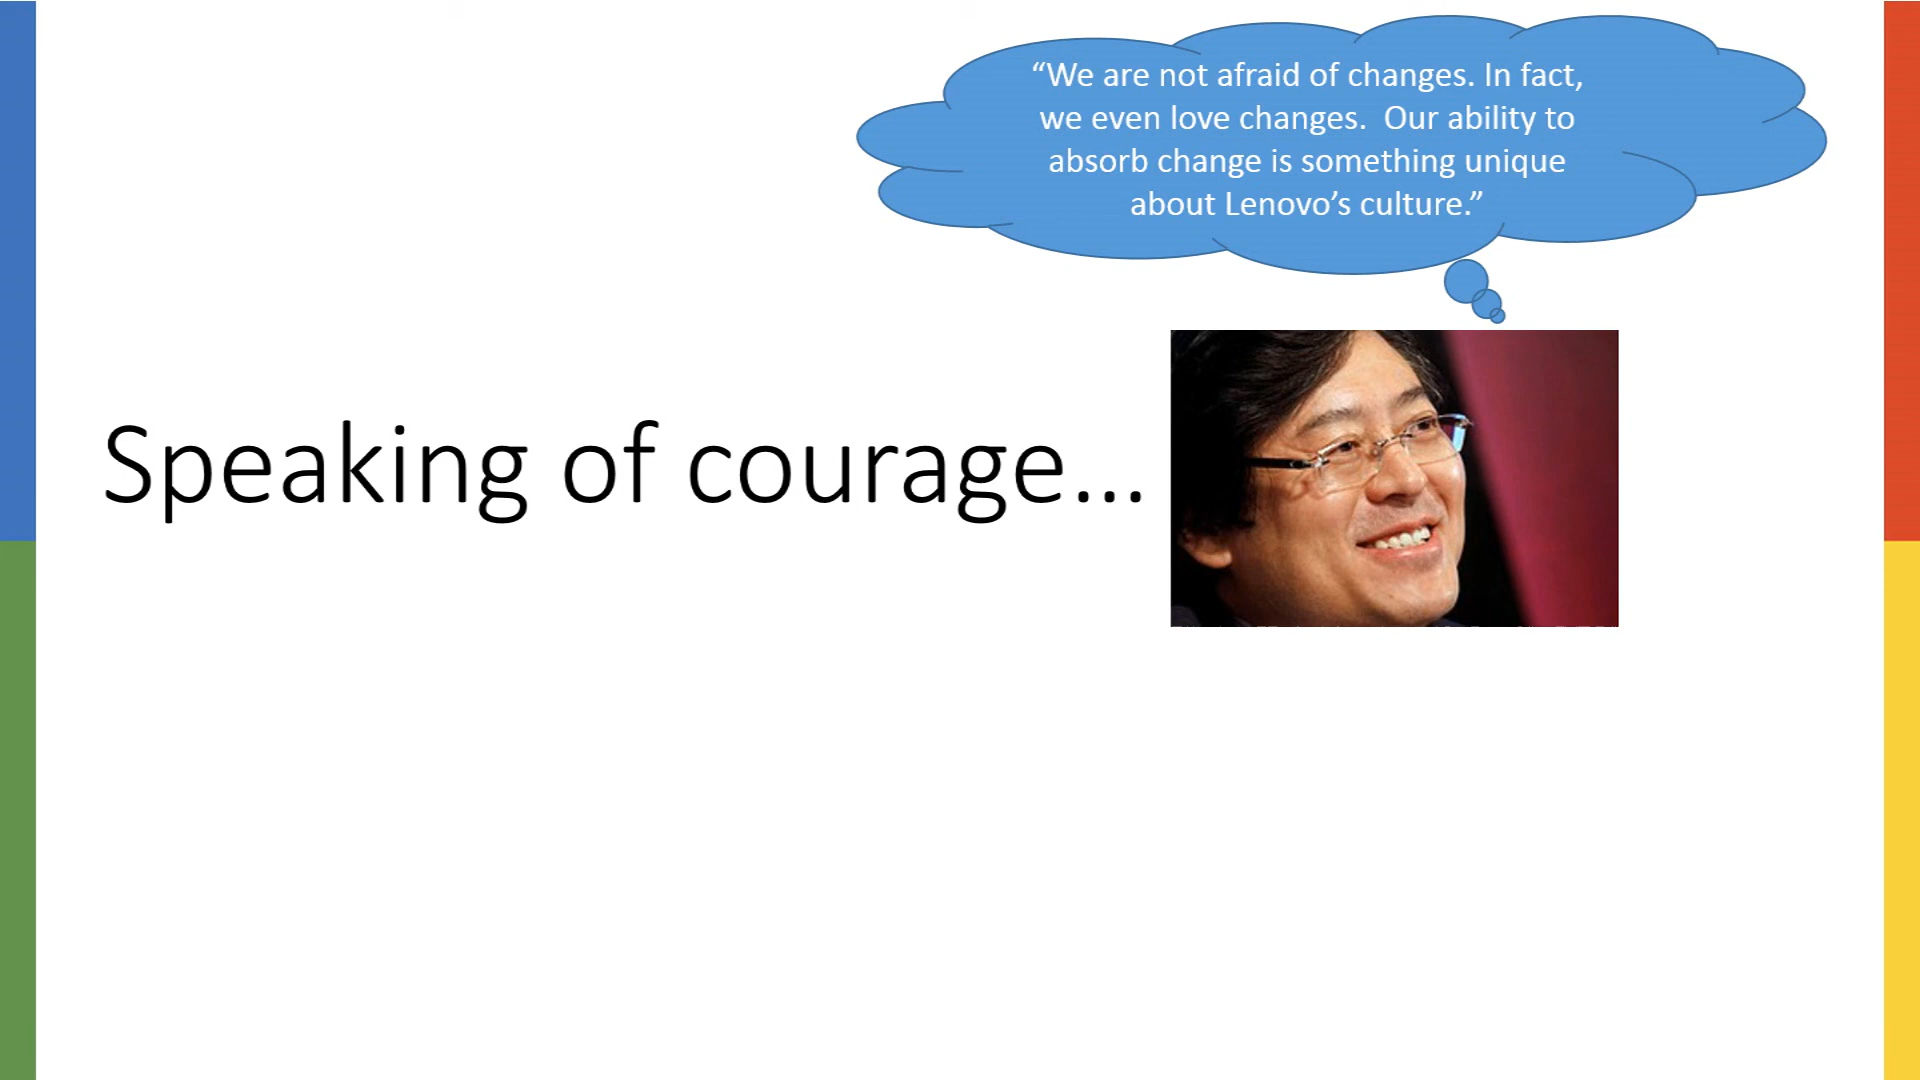 “We are not afraid of changes. In fact,
we even love changes.  Our ability to
absorb change is something unique
about Lenovo’s culture.”
Speaking of courage...